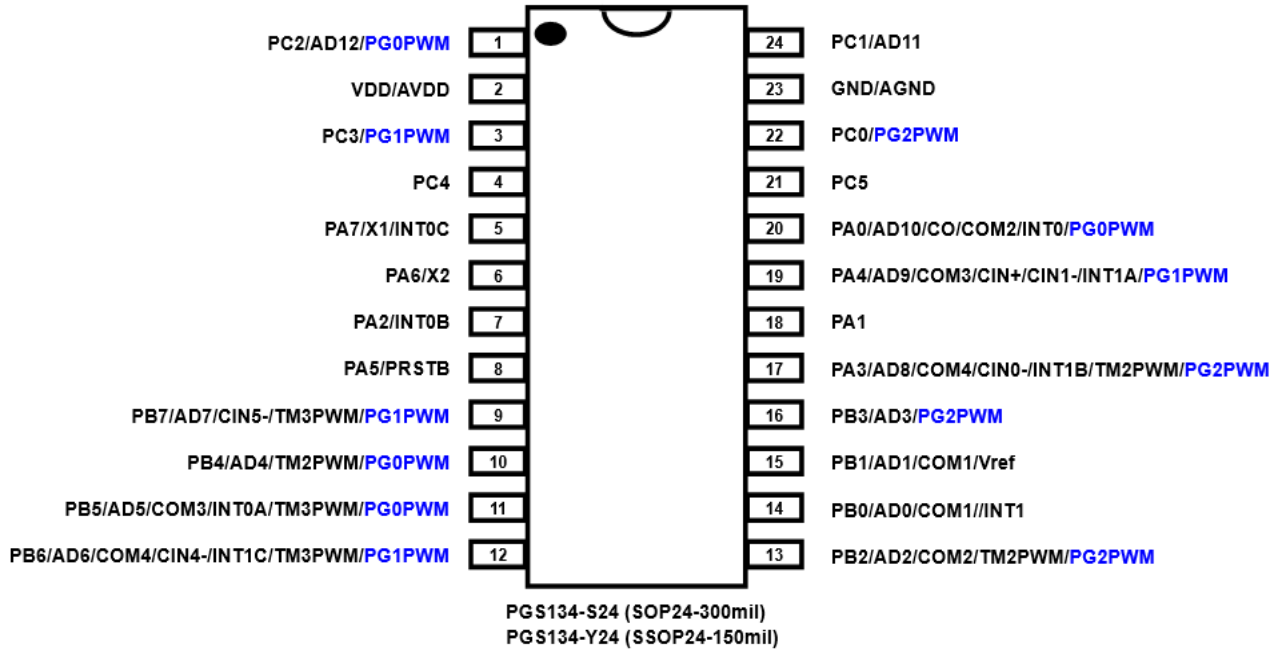 PC2/AD12/PG0PWM 1 24 PC1/AD11
VDD/AVDD 2 23 GND/AGND
PC3/PG1PWM 3 22 PC0/PG2PWM
PC4 4 21 PC5
PA7/X1/INT0C 5 20 PA0/AD10/CO/COM2/INT0/PG0PWM
PA6/X2 6 19 PA4/AD9/COM3/CIN+/CIN1-/INT1A/PG1PWM
PA2/INT0B 7 18 PA1
PA5/PRSTB 8 17 PA3/AD8/COM4/CIN0-/INT1B/TM2PWM/PG2PWM
PB7/AD7/CIN5-/TM3PWM/PG1PWM 9 16 PB3/AD3/PG2PWM
PB4/AD4/TM2PWM/PG0PWM 10 15 PB1/AD1/COM1/Vref
PB5/AD5/COM3/INT0A/TM3PWM/PG0PWM 11 14 PB0/AD0/COM1//INT1
PB6/AD6/COM4/CIN4-/INT1C/TM3PWM/PG1PWM 12 13 PB2/AD2/COM2/TM2PWM/PG2PWM
PGS134-S24 (SOP24-300mil)
PGS134-Y24 (SSOP24-150mil)